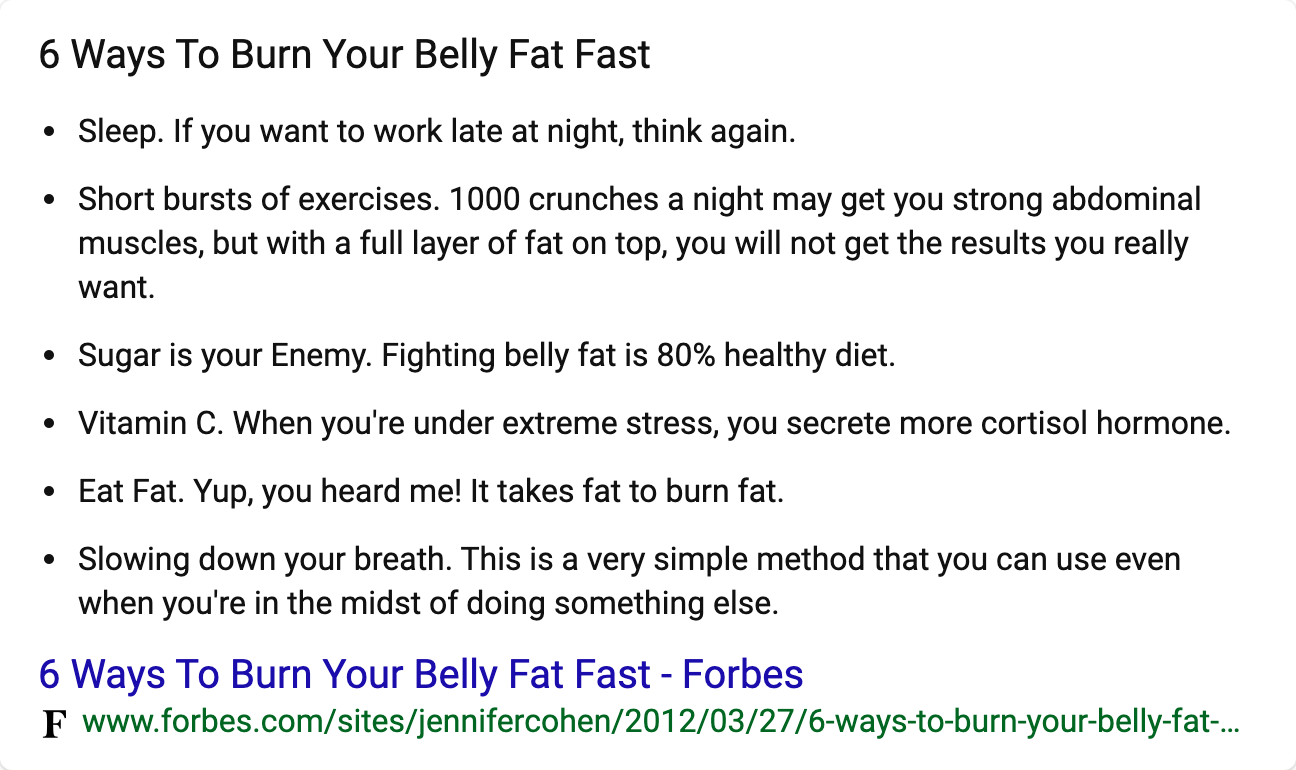 6 Ways To Burn Your Belly Fat Fast
• Sleep. If you want to work late at night, think again.
• Short bursts of exercises. 1000 crunches a night may get you strong abdominal
muscles, but with a full layer of fat on top, you will not get the results you really
want.
• Sugar is your Enemy. Fighting belly fat is 80% healthy diet.
• Vitamin C. When you're under extreme stress, you secrete more cortisol hormone.
• Eat Fat. Yup, you heard me! It takes fat to burn fat.
• Slowing down your breath. This is a very simple method that you can use even
when you're in the midst of doing something else.
6 Ways To Burn Your Belly Fat Fast - Forbes
F www.forbes.com/sites/jennifercohen/2012/03/27/6-ways-to-burn-your-belly-fat-...